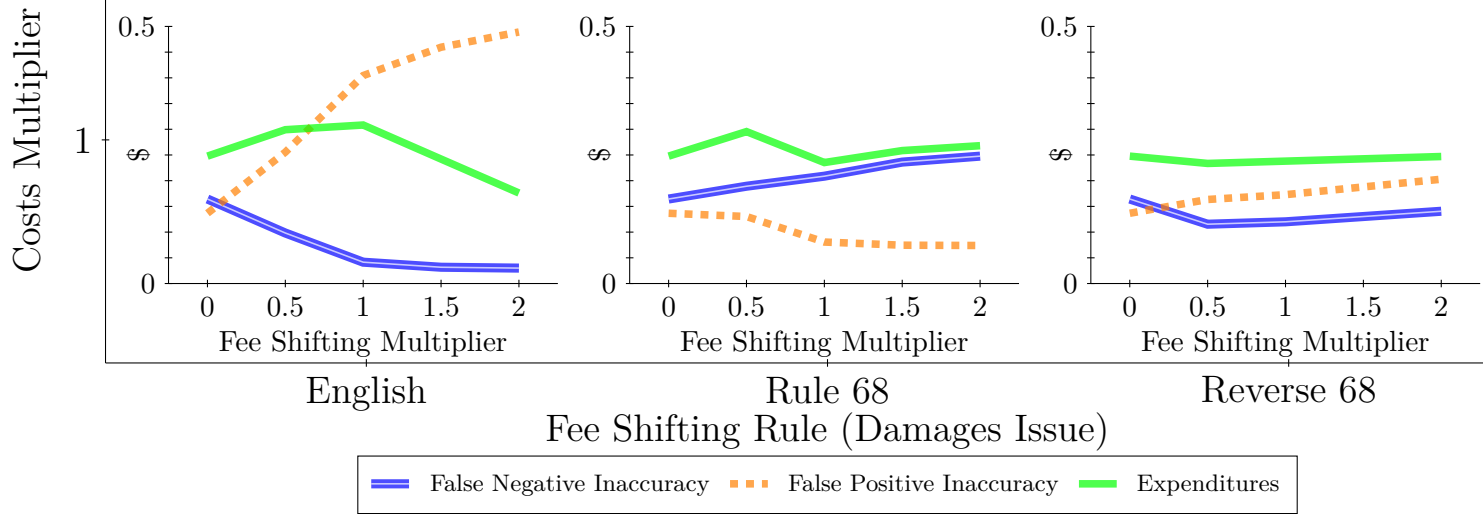 Costs Multiplier
1
0.5
$
0
0 0.5 1 1.5 2
Fee Shifting Multiplier
English
0.5
$
0
0 0.5 1 1.5 2
Fee Shifting Multiplier
Rule 68
0.5
$
0
0 0.5 1 1.5 2
Fee Shifting Multiplier
Reverse 68
Fee Shifting Rule (Damages Issue)
False Negative Inaccuracy False Positive Inaccuracy Expenditures